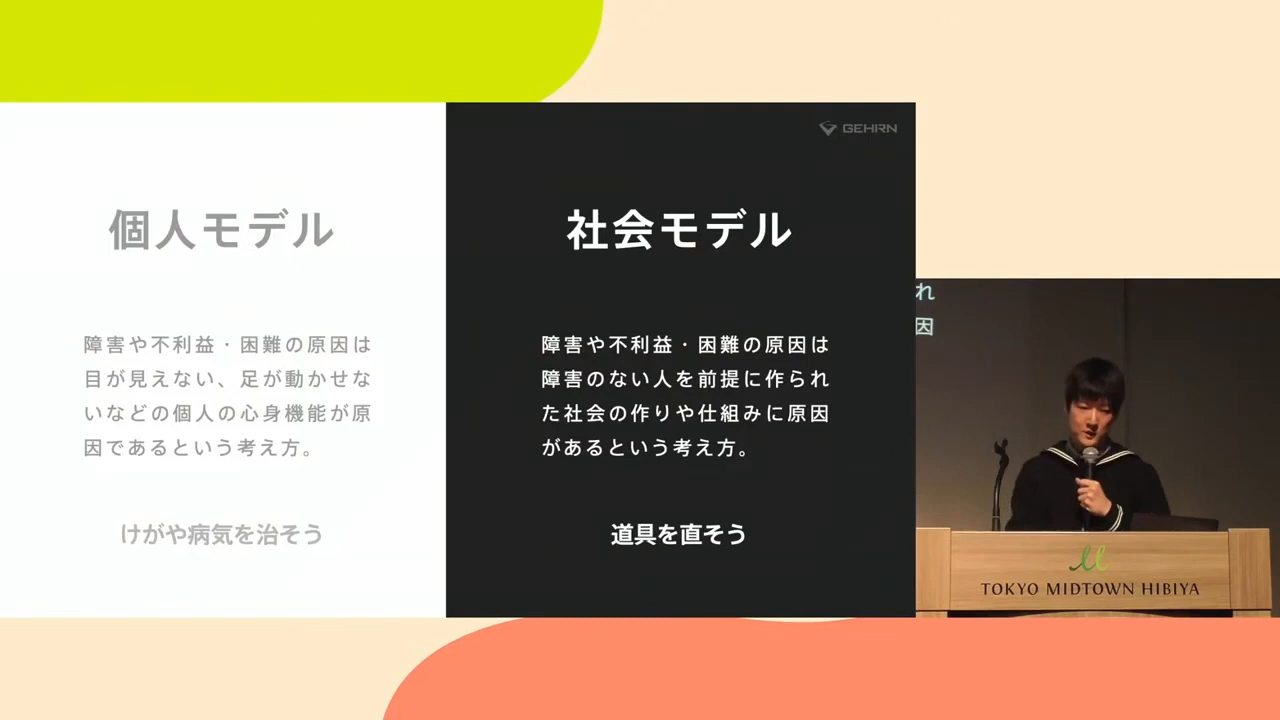 GEHIRN
個人モデル
障害や不利益・困難の原因は
目が見えない、足が動かせな
いなどの個人の心身機能が原
因であるという考え方。
けがや病気を治そう
社会モデル
障害や不利益・困難の原因は
障害のない人を前提に作られ
た社会の作りや仕組みに原因
があるという考え方。
道具を直そう
れ
因
TOKYO MIDTOWN HIBIYA